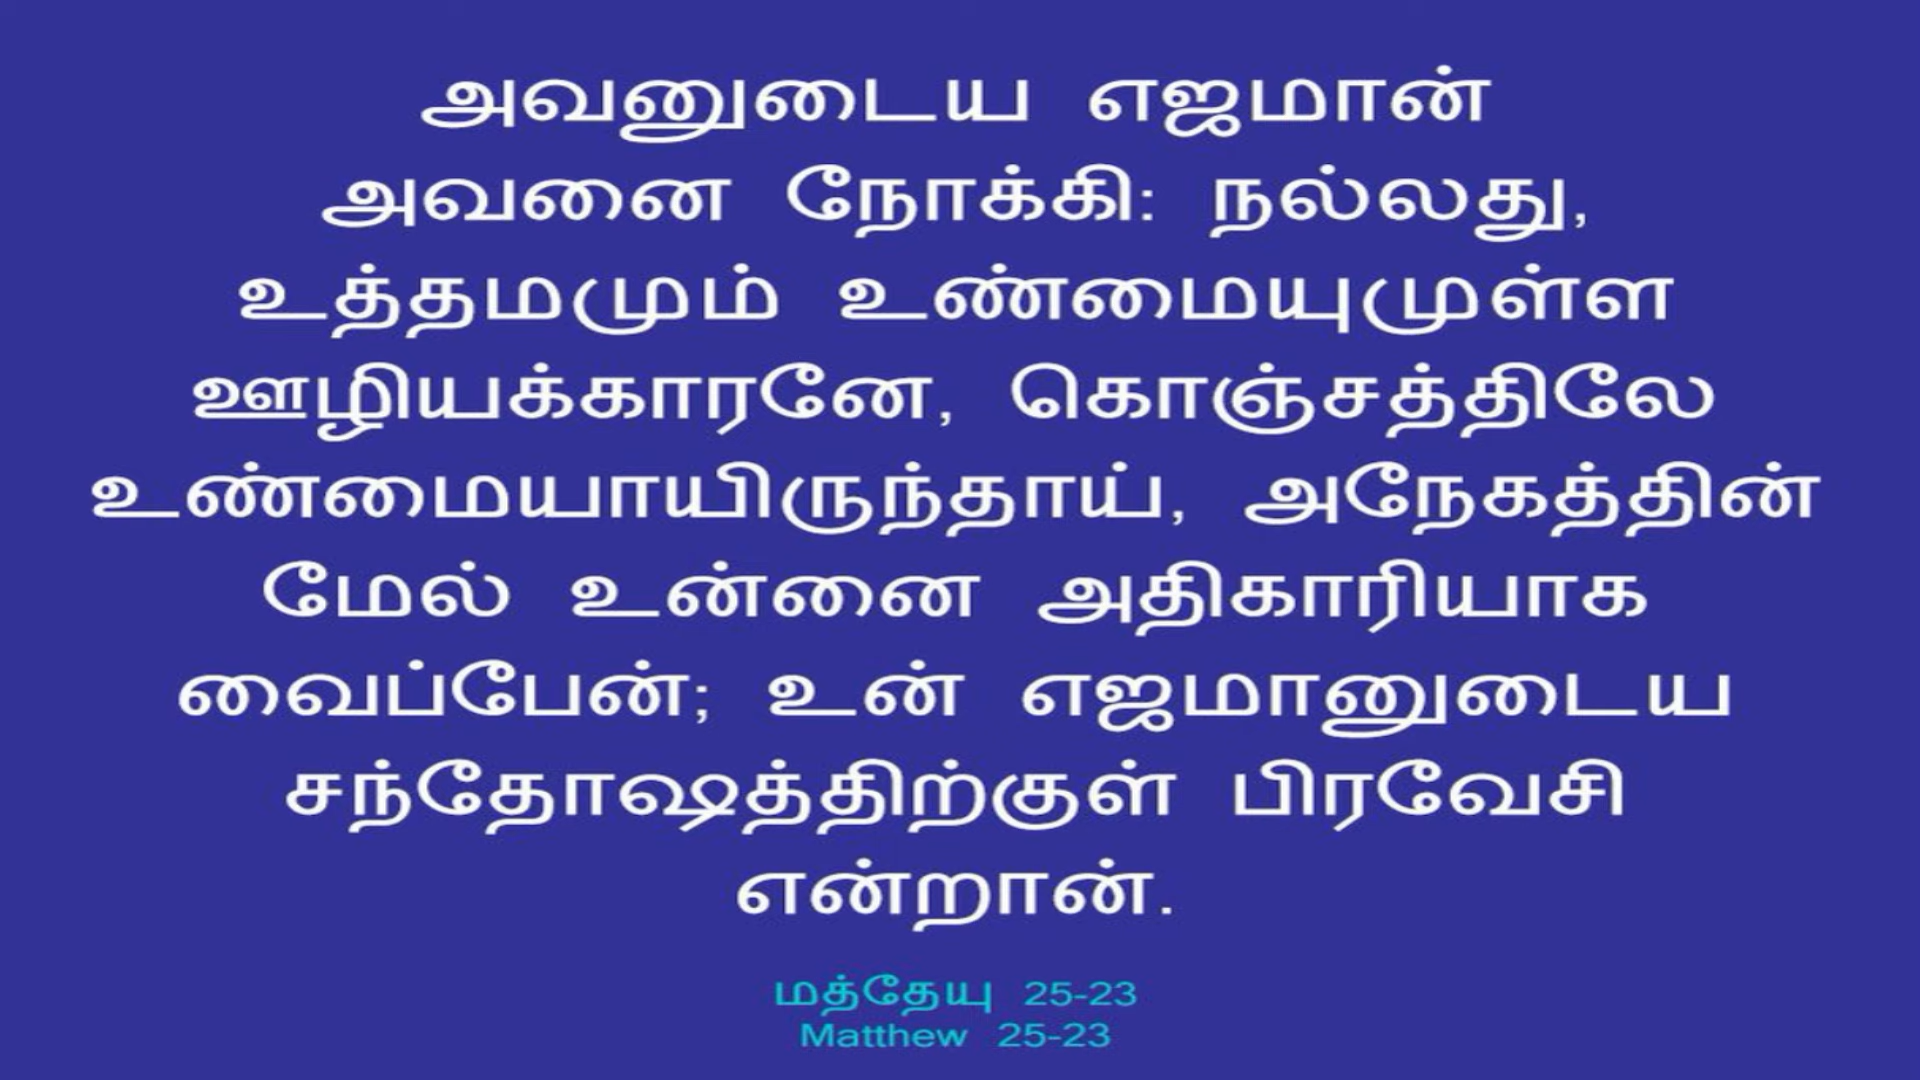 அவனுடைய எஜமான்
அவனை நோக்கி: நல்லது,
உத்தமமும் உண்மையுமுள்ள
ஊழியக்காரனே, கொஞ்சத்திலே
உண்மையாயிருந்தாய், அநேகத்தின்
மேல் உன்னை அதிகாரியாக
வைப்பேன்; உன் எஜமானுடைய
சந்தோஷத்திற்குள் பிரவேசி
என்றான்.
மத்தேயு 25-23
Matthew 25-23